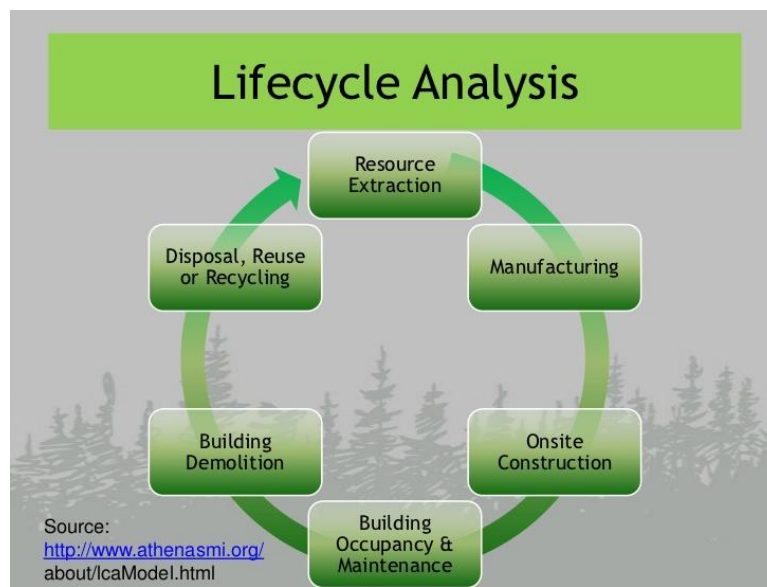 Lifecycle Analysis
Resource
Extraction
Manufacturing
Onsite
Construction
Building
Occupancy &
Maintenance
Building
Demolition
Disposal, Reuse
or Recycling
Source:
http://www.athenasmi.org/
about/lcaModel.html